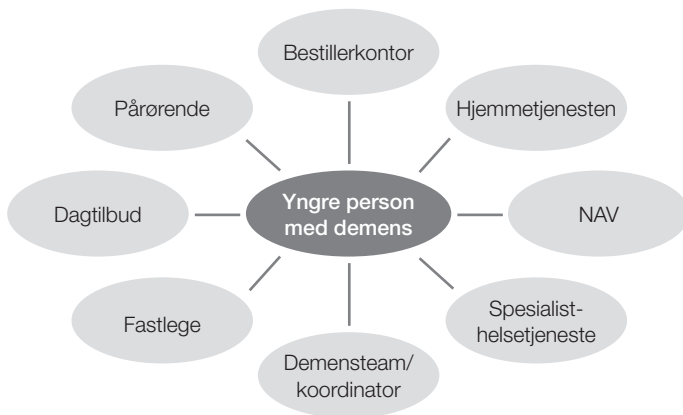 Bestillerkontor
Pårørende
Hjemmetjenesten
Dagtilbud
Yngre person
med demens
NAV
Fastlege
Spesialist-
helsetjeneste
Demensteam/
koordinator